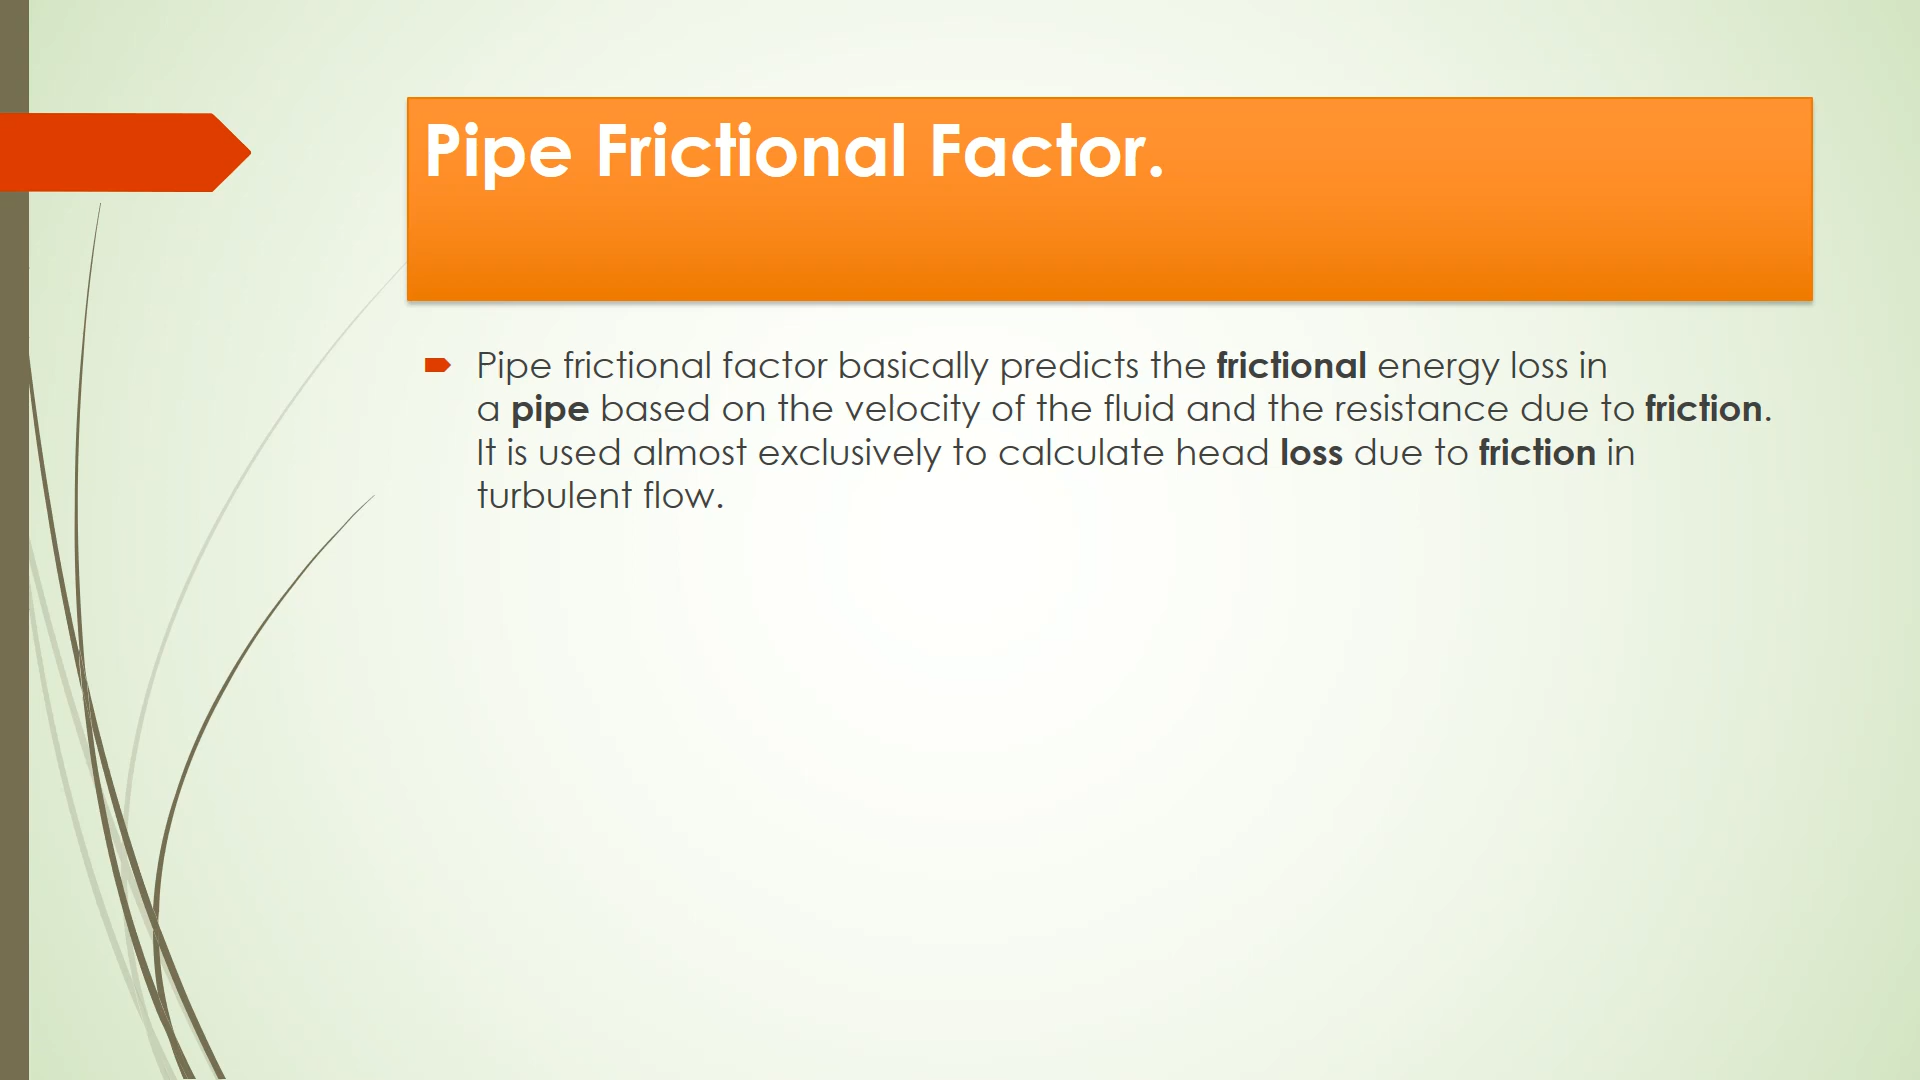 Pipe Frictional Factor.
Pipe frictional factor basically predicts the frictional energy loss in
a pipe based on the velocity of the fluid and the resistance due to friction.
It is used almost exclusively to calculate head loss due to friction in
turbulent flow.